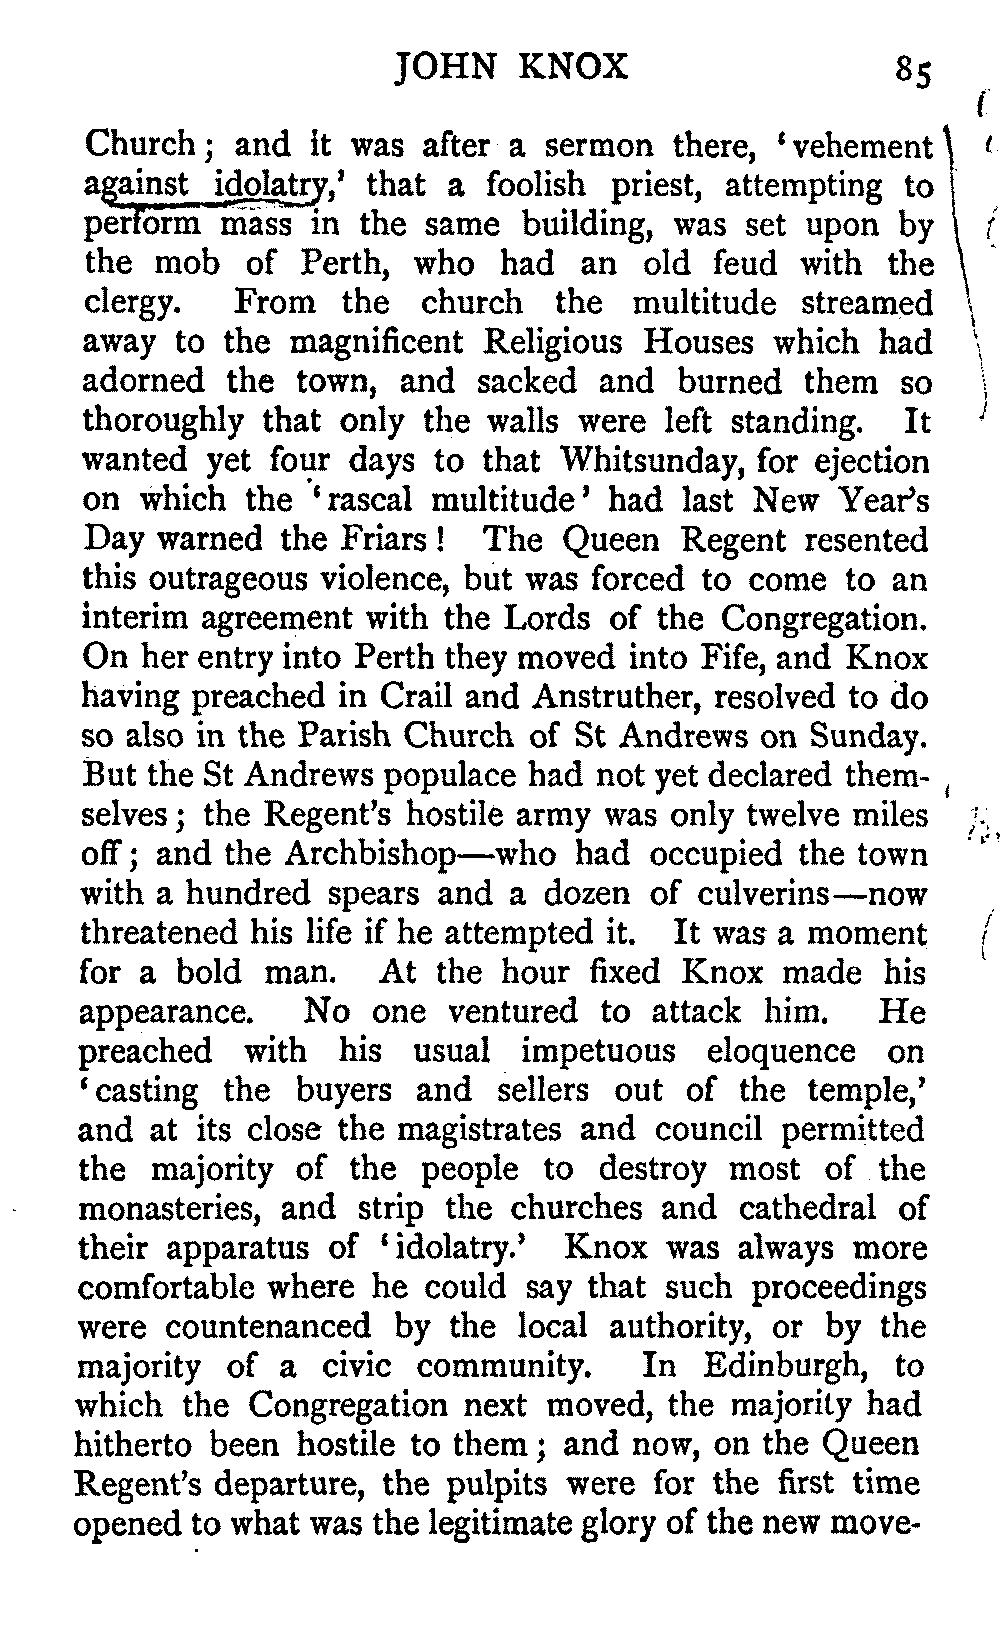 JOHN KNOX 85
Church; and it was after a sermon there, ‘vehement
against idolatry,’ that a foolish priest, attempting to
perform mass in the same building, was set upon by
the mob of Perth, who had an old feud with the
clergy. From the church the multitude streamed
away to the magnificent Religious Houses which had
adorned the town, and sacked and burned them so
thoroughly that only the walls were left standing. It
wanted yet four days to that Whitsunday, for ejection
on which the ‘rascal multitude’ had last New Year’s
Day warned the Friars! The Queen Regent resented
this outrageous violence, but was forced to come to an
interim agreement with the Lords of the Congregation.
On her entry into Perth they moved into Fife, and Knox
having preached in Crail and Anstruther, resolved to do
so also in the Parish Church of St Andrews on Sunday.
But the St Andrews populace had not yet declared them-
selves; the Regent’s hostile army was only twelve miles
off; and the Archbishop—who had occupied the town
with a hundred spears and a dozen of culverins—now
threatened his life if he attempted it. It was a moment
for a bold man. At the hour fixed Knox made his
appearance. No one ventured to attack him. He
preached with his usual impetuous eloquence on
‘casting the buyers and sellers out of the temple,’
and at its close the magistrates and council permitted
the majority of the people to destroy most of the
monasteries, and strip the churches and cathedral of
their apparatus of ‘idolatry.’ Knox was always more
comfortable where he could say that such proceedings
were countenanced by the local authority, or by the
majority of a civic community. In Edinburgh, to
which the Congregation next moved, the majority had
hitherto been hostile to them; and now, on the Queen
Regent’s departure, the pulpits were for the first time
opened to what was the legitimate glory of the new move-